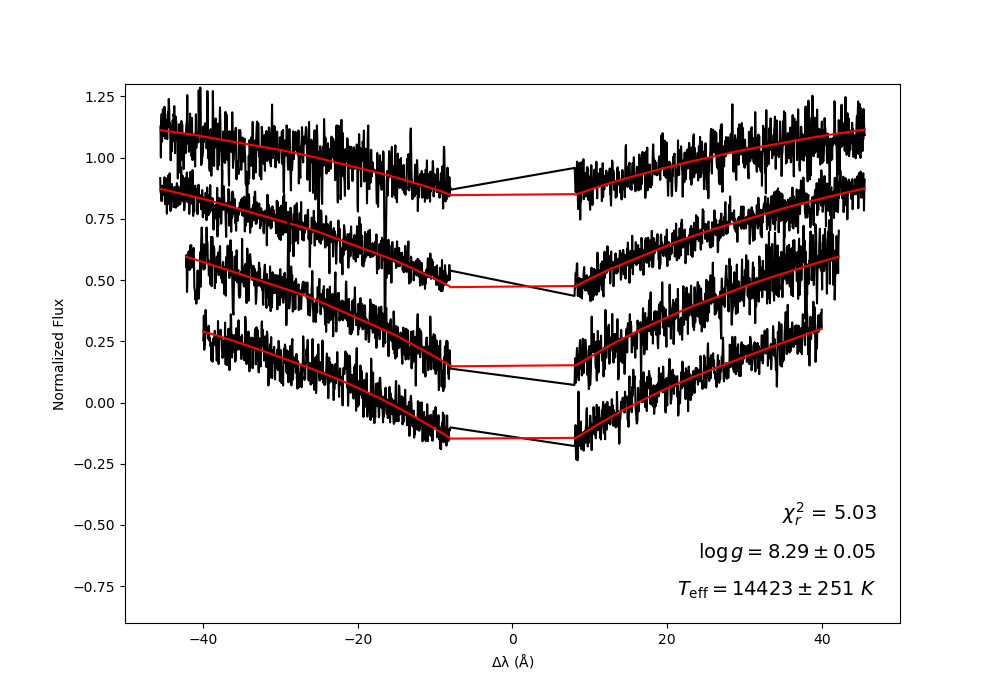 1.25
1.00
0.75
0.50
0.25
0.00
−0.25
−0.50
−0.75
Normalized Flux
χ²ᵣ = 5.03
log g = 8.29 ± 0.05
T_eff = 14423 ± 251 K
−40 −20 0 20 40
Δλ (Å)